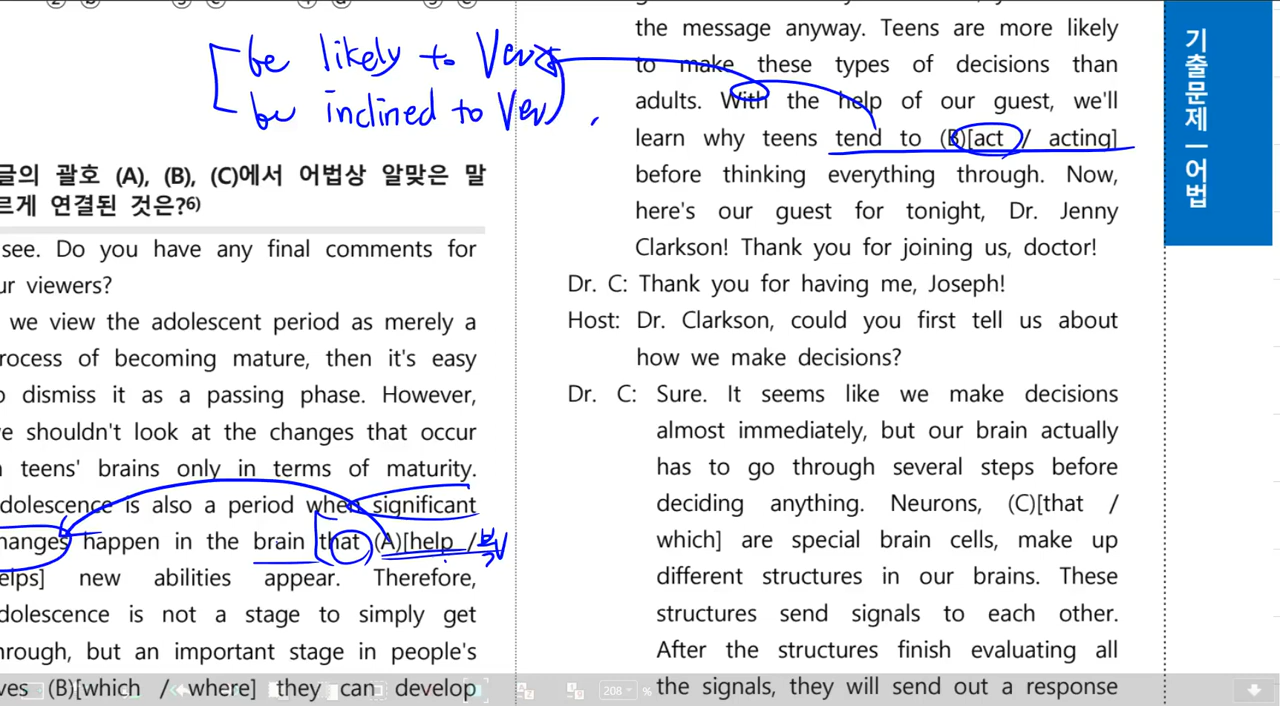 be likely to V
be inclined to V
글의 괄호 (A), (B), (C)에서 어법상 알맞은 말
르게 연결된 것은?6)
see. Do you have any final comments for
ur viewers?
we view the adolescent period as merely a
rocess of becoming mature, then it's easy
o dismiss it as a passing phase. However,
e shouldn't look at the changes that occur
n teens' brains only in terms of maturity.
dolescence is also a period when significant
hanges happen in the brain that (A)[help /
elps] new abilities appear. Therefore,
dolescence is not a stage to simply get
hrough, but an important stage in people's
ves (B)[which / where] they can develop
the message anyway. Teens are more likely
to make these types of decisions than
adults. With the help of our guest, we'll
learn why teens tend to (B)[act / acting]
before thinking everything through. Now,
here's our guest for tonight, Dr. Jenny
Clarkson! Thank you for joining us, doctor!
Dr. C: Thank you for having me, Joseph!
Host: Dr. Clarkson, could you first tell us about
how we make decisions?
Dr. C: Sure. It seems like we make decisions
almost immediately, but our brain actually
has to go through several steps before
deciding anything. Neurons, (C)[that /
which] are special brain cells, make up
different structures in our brains. These
structures send signals to each other.
After the structures finish evaluating all
the signals, they will send out a response
기출문제 | 어법
208 %